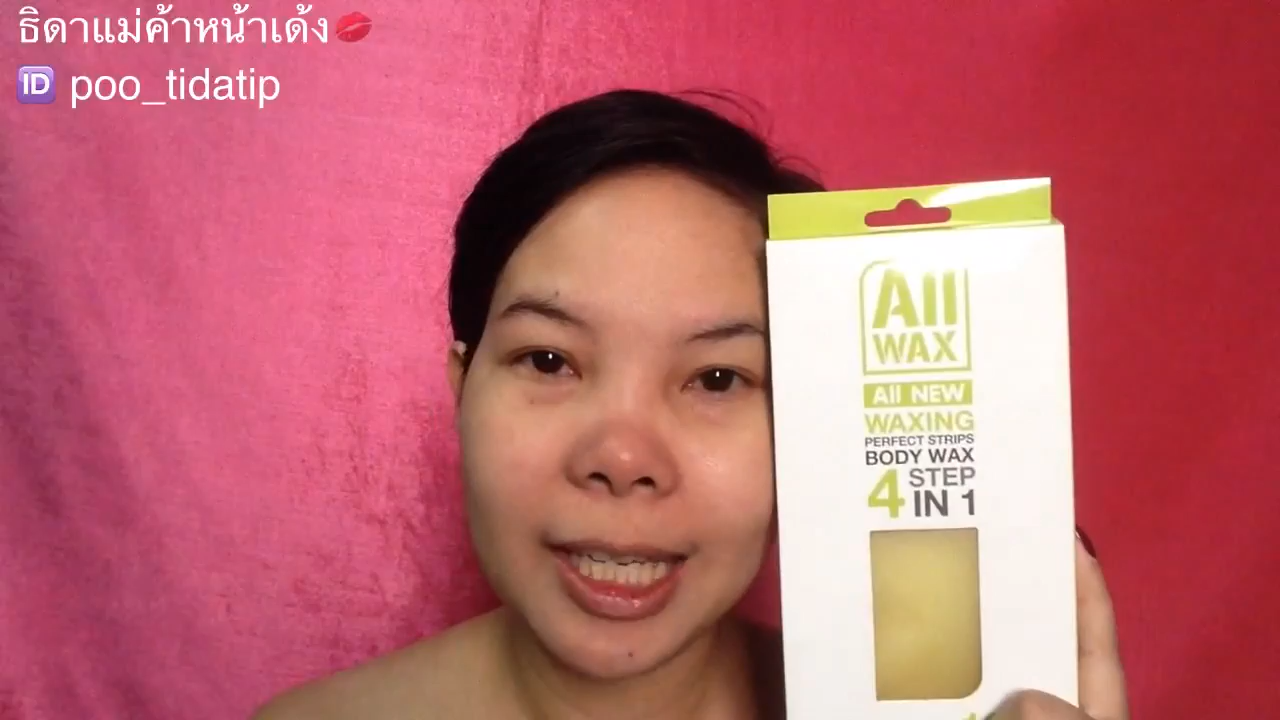 ธิดาแม่ค้าหน้าเด้ง💋
🆔 poo_tidatip
All
WAX
All NEW
WAXING
PERFECT STRIPS
BODY WAX
4 STEP
IN 1